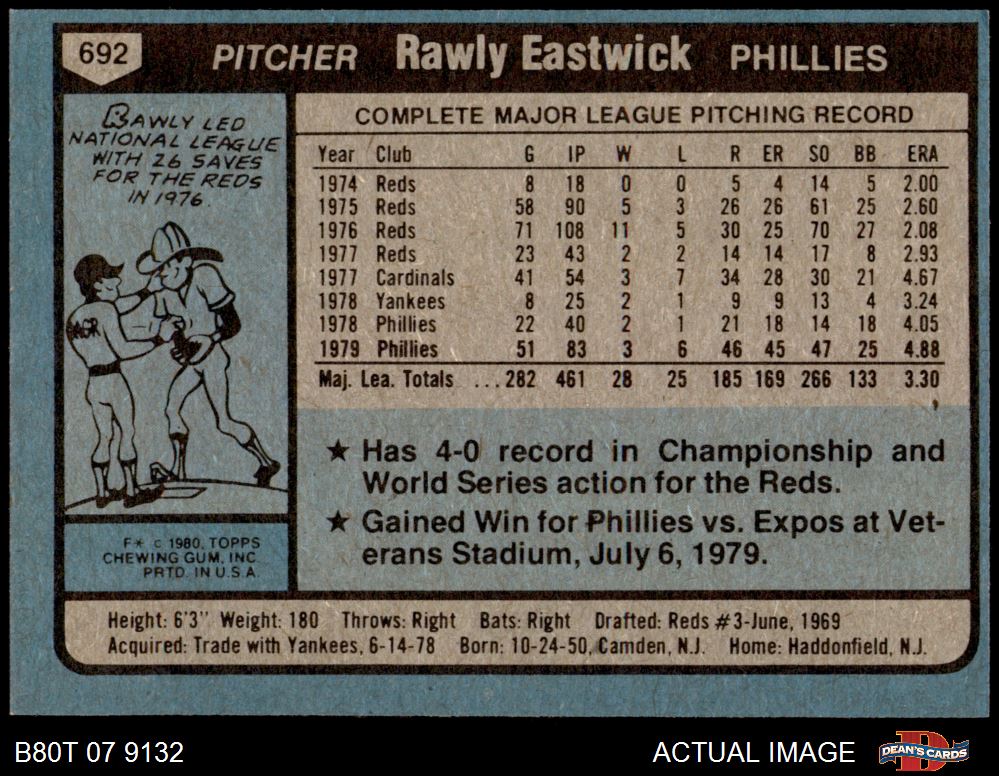 692 PITCHER Rawly Eastwick PHILLIES
RAWLY LED
NATIONAL LEAGUE
WITH 26 SAVES
FOR THE REDS
IN 1976.
MGR
F* © 1980, TOPPS
CHEWING GUM, INC.
PRTD. IN U.S.A.
COMPLETE MAJOR LEAGUE PITCHING RECORD
Year Club G IP W L R ER SO BB ERA
1974 Reds 8 18 0 0 5 4 14 5 2.00
1975 Reds 58 90 5 3 26 26 61 25 2.60
1976 Reds 71 108 11 5 30 25 70 27 2.08
1977 Reds 23 43 2 2 14 14 17 8 2.93
1977 Cardinals 41 54 3 7 34 28 30 21 4.67
1978 Yankees 8 25 2 1 9 9 13 4 3.24
1978 Phillies 22 40 2 1 21 18 14 18 4.05
1979 Phillies 51 83 3 6 46 45 47 25 4.88
Maj. Lea. Totals ...282 461 28 25 185 169 266 133 3.30
★ Has 4-0 record in Championship and
World Series action for the Reds.
★ Gained Win for Phillies vs. Expos at Vet-
erans Stadium, July 6, 1979.
Height: 6'3" Weight: 180 Throws: Right Bats: Right Drafted: Reds #3-June, 1969
Acquired: Trade with Yankees, 6-14-78 Born: 10-24-50, Camden, N.J. Home: Haddonfield, N.J.
B80T 07 9132 ACTUAL IMAGE DEAN'S CARDS